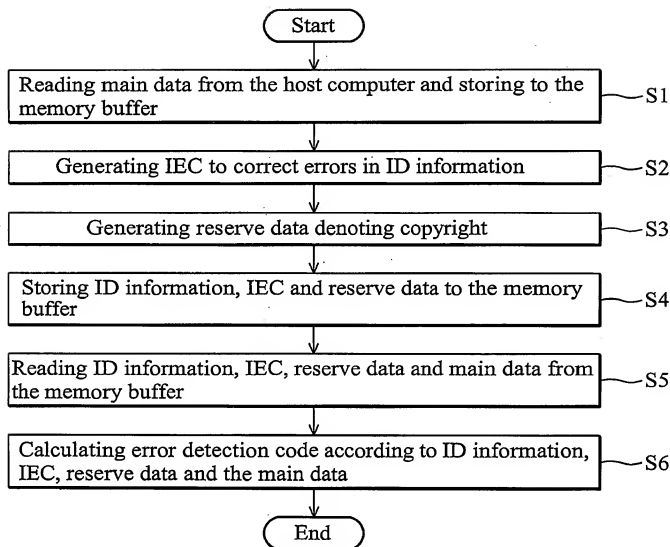 Start
Reading main data from the host computer and storing to the
memory buffer
S1
Generating IEC to correct errors in ID information
S2
Generating reserve data denoting copyright
S3
Storing ID information, IEC and reserve data to the memory
buffer
S4
Reading ID information, IEC, reserve data and main data from
the memory buffer
S5
Calculating error detection code according to ID information,
IEC, reserve data and the main data
S6
End